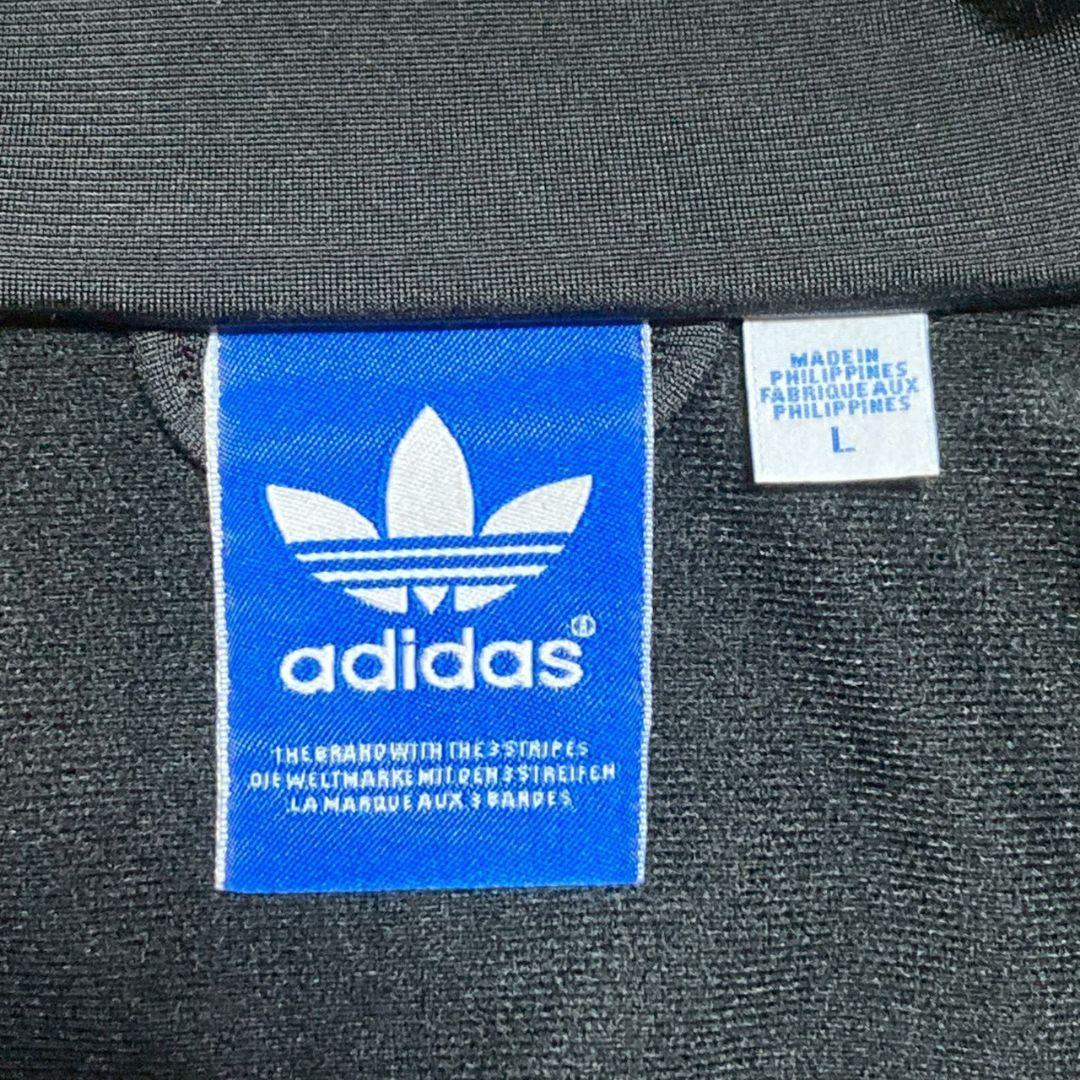 adidas®
THE BRAND WITH THE 3 STRIPES
DIE WELTMARKE MIT DEN 3 STREIFEN
LA MARQUE AUX 3 BANDES
MADE IN
PHILIPPINES
FABRIQUE AUX
PHILIPPINES
L